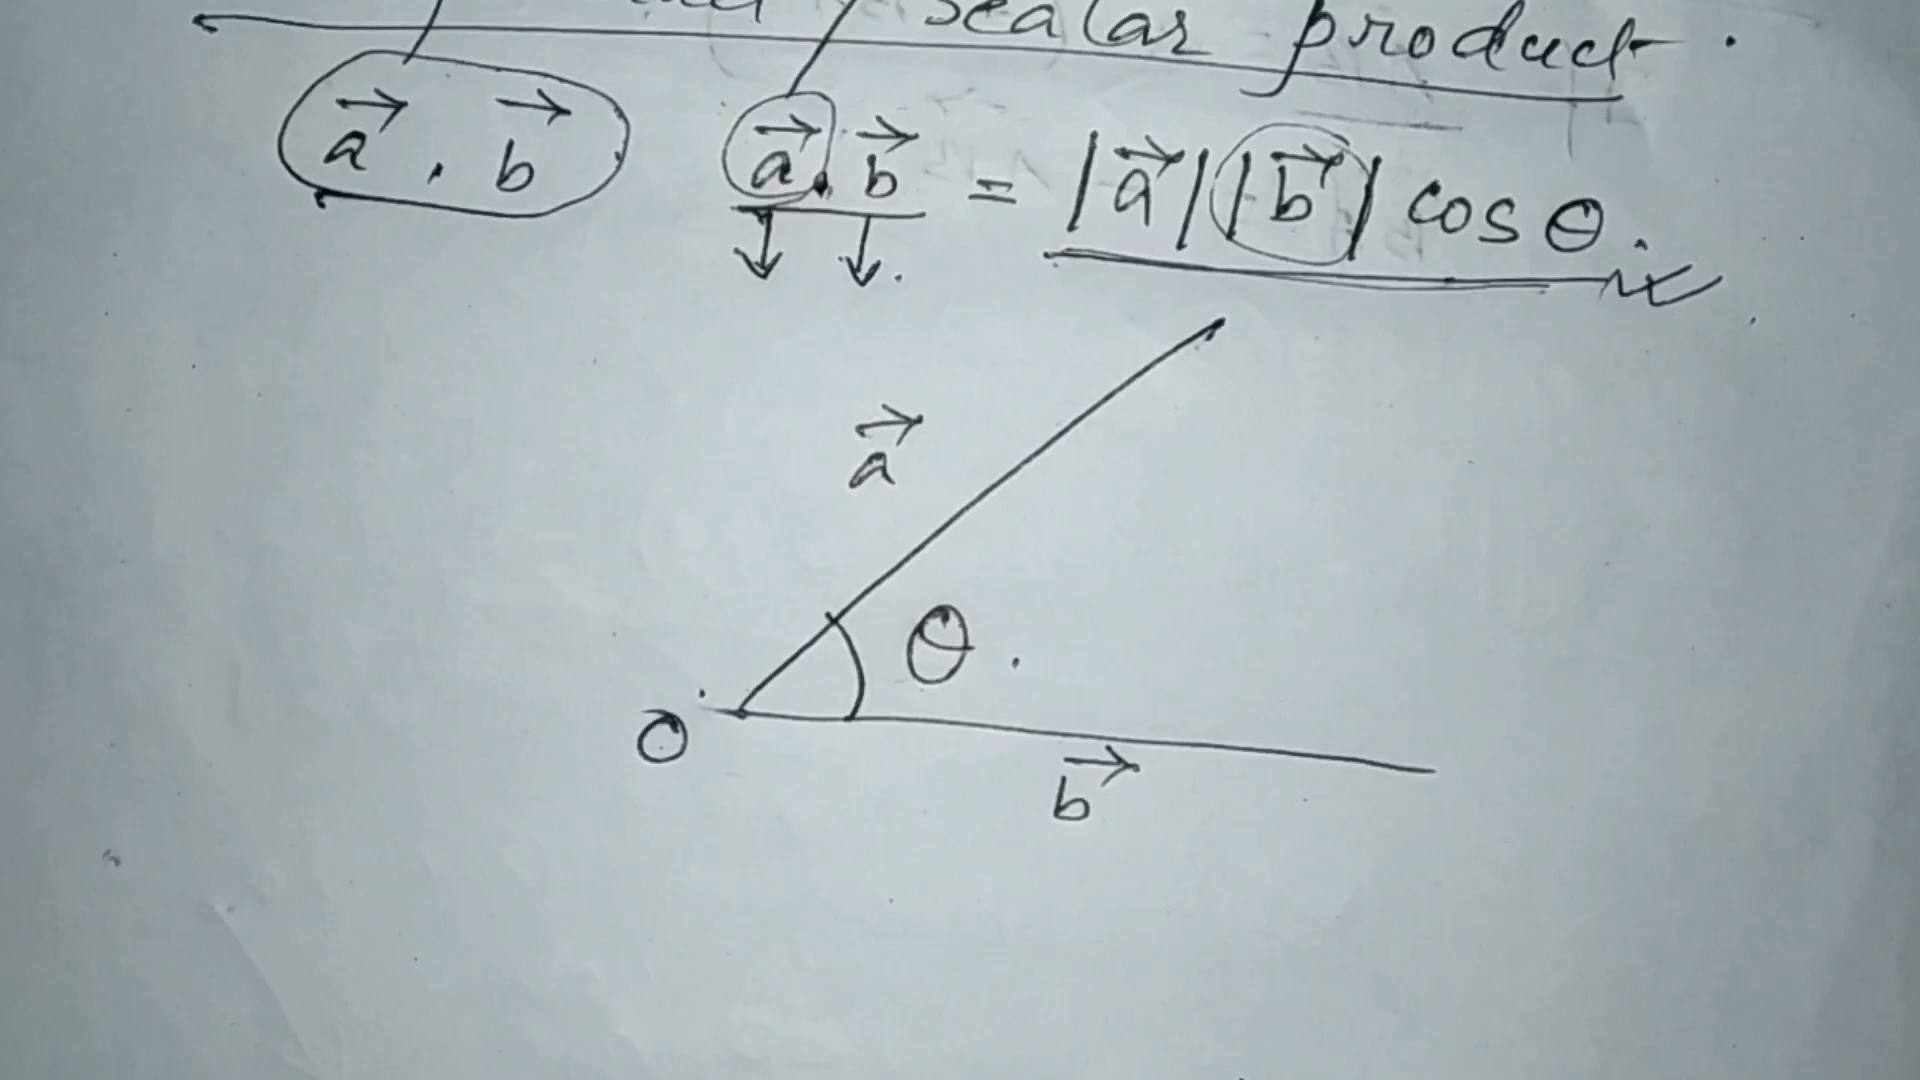 scalar product.
a⃗ . b⃗ a⃗ . b⃗ = |a⃗| |b⃗| cos θ.
a⃗
θ.
O
b⃗